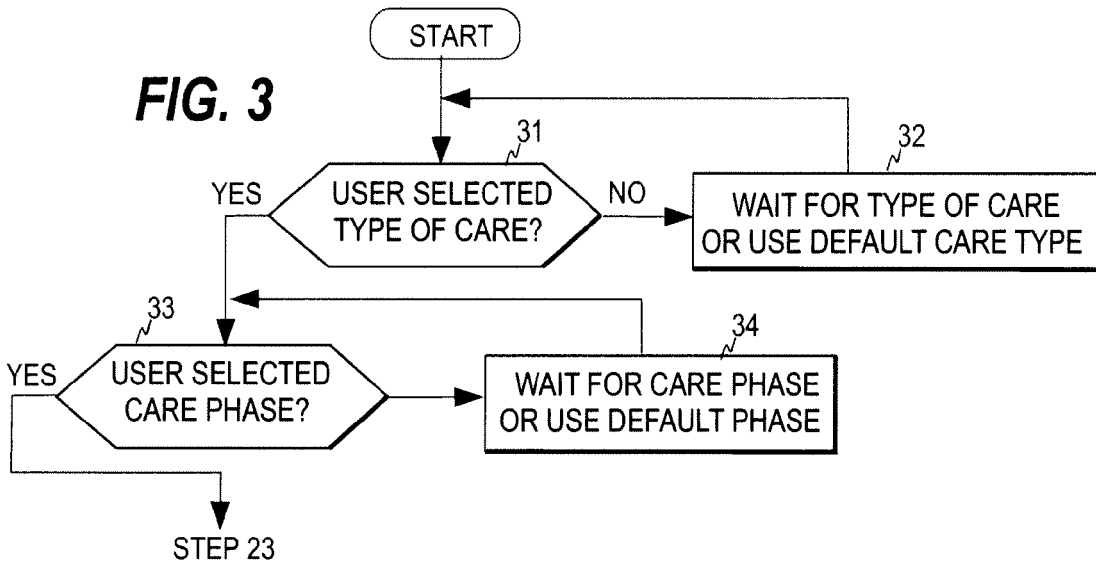 START
FIG. 3
31
32
YES
USER SELECTED
TYPE OF CARE?
NO
WAIT FOR TYPE OF CARE
OR USE DEFAULT CARE TYPE
33
34
YES
USER SELECTED
CARE PHASE?
WAIT FOR CARE PHASE
OR USE DEFAULT PHASE
STEP 23